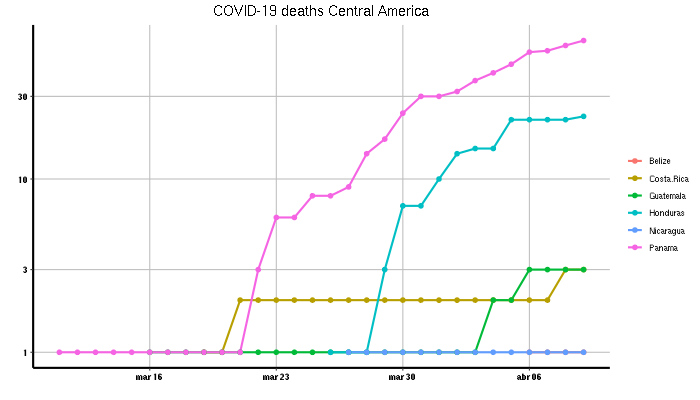 COVID-19 deaths Central America
30
10
3
1
mar 16
mar 23
mar 30
abr 06
Belize
Costa.Rica
Guatemala
Honduras
Nicaragua
Panama